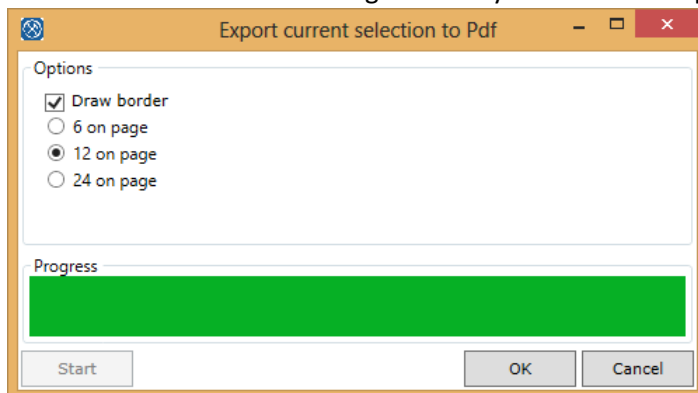 Export current selection to Pdf
Options
Draw border
6 on page
12 on page
24 on page
Progress
Start OK Cancel